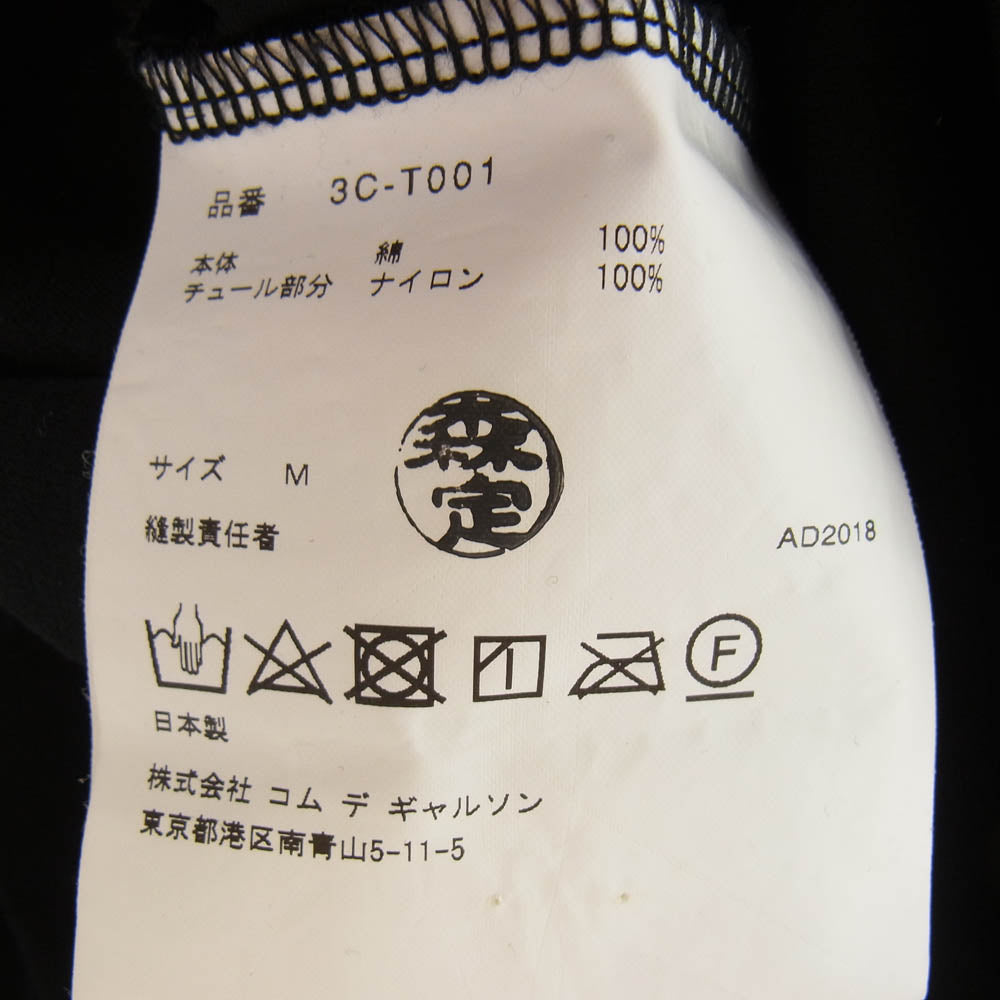 品番 3C-T001
本体 綿 100%
チュール部分 ナイロン 100%
森定
サイズ M
縫製責任者
AD2018
F
日本製
株式会社 コム デ ギャルソン
東京都港区南青山5-11-5